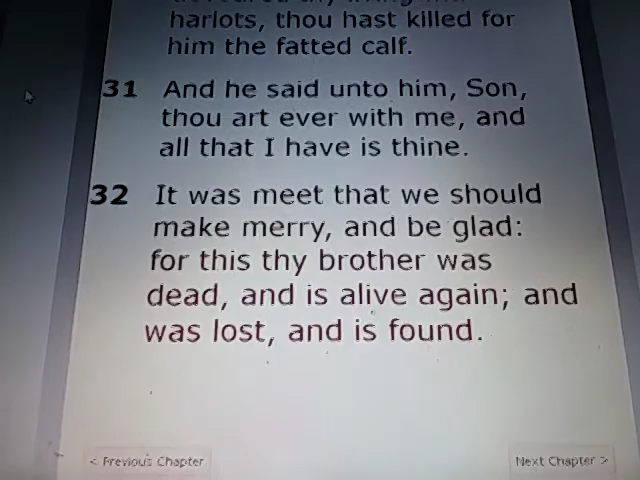 harlots, thou hast killed for
him the fatted calf.
31 And he said unto him, Son,
thou art ever with me, and
all that I have is thine.
32 It was meet that we should
make merry, and be glad:
for this thy brother was
dead, and is alive again; and
was lost, and is found.
< Previous Chapter
Next Chapter >